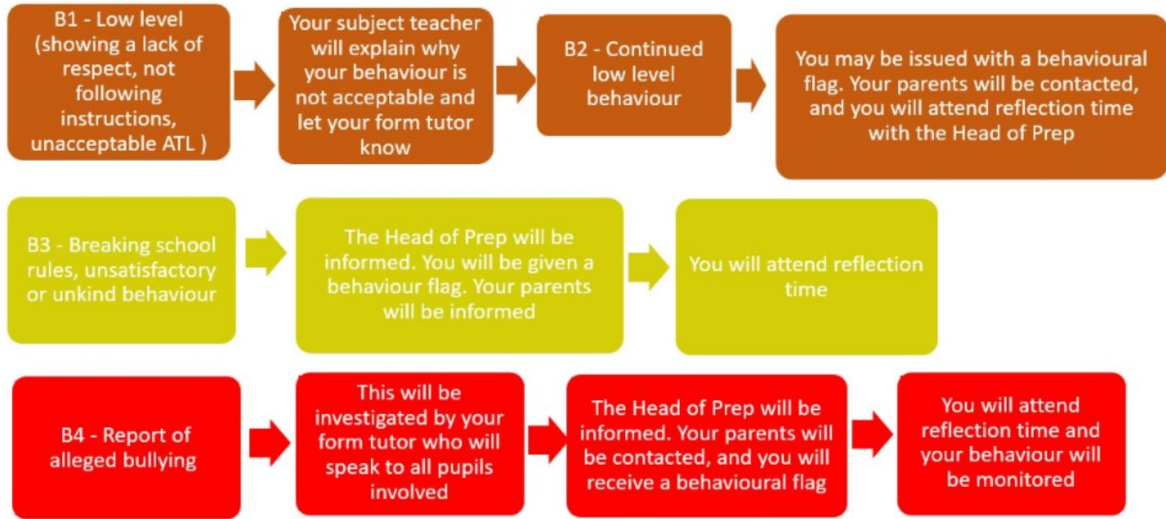 B1 - Low level
(showing a lack of
respect, not
following
instructions,
unacceptable ATL )
Your subject teacher
will explain why
your behaviour is
not acceptable and
let your form tutor
know
B2 - Continued
low level
behaviour
You may be issued with a behavioural
flag. Your parents will be contacted,
and you will attend reflection time
with the Head of Prep
B3 - Breaking school
rules, unsatisfactory
or unkind behaviour
The Head of Prep will be
informed. You will be given a
behaviour flag. Your parents
will be informed
You will attend reflection
time
B4 - Report of
alleged bullying
This will be
investigated by your
form tutor who will
speak to all pupils
involved
The Head of Prep will be
informed. Your parents will
be contacted, and you will
receive a behavioural flag
You will attend
reflection time and
your behaviour will
be monitored